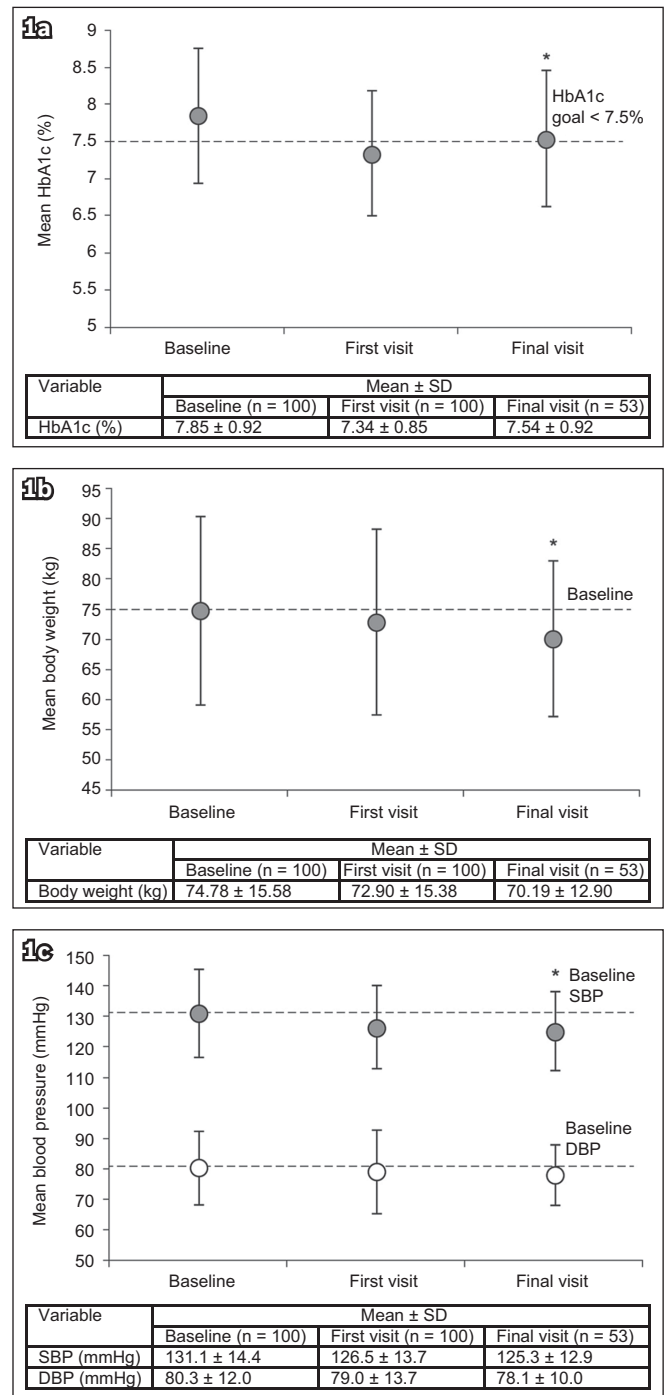 1a
9
8.5
8
7.5
7
6.5
6
5.5
5
Mean HbA1c (%)
*
HbA1c
goal < 7.5%
Baseline First visit Final visit
Variable Mean ± SD
Baseline (n = 100) First visit (n = 100) Final visit (n = 53)
HbA1c (%) 7.85 ± 0.92 7.34 ± 0.85 7.54 ± 0.92
1b
95
90
85
80
75
70
65
60
55
50
45
Mean body weight (kg)
*
Baseline
Baseline First visit Final visit
Variable Mean ± SD
Baseline (n = 100) First visit (n = 100) Final visit (n = 53)
Body weight (kg) 74.78 ± 15.58 72.90 ± 15.38 70.19 ± 12.90
1c
150
140
130
120
110
100
90
80
70
60
50
Mean blood pressure (mmHg)
* Baseline
SBP
Baseline
DBP
Baseline First visit Final visit
Variable Mean ± SD
Baseline (n = 100) First visit (n = 100) Final visit (n = 53)
SBP (mmHg) 131.1 ± 14.4 126.5 ± 13.7 125.3 ± 12.9
DBP (mmHg) 80.3 ± 12.0 79.0 ± 13.7 78.1 ± 10.0